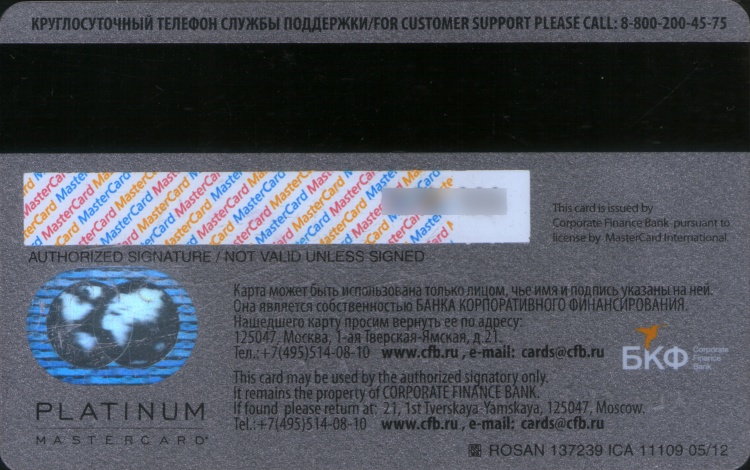 КРУГЛОСУТОЧНЫЙ ТЕЛЕФОН СЛУЖБЫ ПОДДЕРЖКИ/FOR CUSTOMER SUPPORT PLEASE CALL: 8-800-200-45-75
MasterCard MasterCard MasterCard MasterCard MasterCard
This card is issued by
Corporate Finance Bank pursuant to
license by MasterCard International.
AUTHORIZED SIGNATURE / NOT VALID UNLESS SIGNED
Карта может быть использована только лицом, чье имя и подпись указаны на ней.
Она является собственностью БАНКА КОРПОРАТИВНОГО ФИНАНСИРОВАНИЯ.
Нашедшего карту просим вернуть ее по адресу:
125047, Москва, 1-ая Тверская-Ямская, д 21.
Тел.: +7(495)514-08-10 www.cfb.ru , e-mail: cards@cfb.ru
БКФ Corporate
Finance
Bank
This card may be used by the authorized signatory only.
It remains the property of CORPORATE FINANCE BANK.
If found please return at: 21, 1st Tverskaya-Yamskaya, 125047, Moscow.
Tel.:+7(495)514-08-10 www.cfb.ru , e-mail: cards@cfb.ru
PLATINUM
MASTERCARD
ROSAN 137239 ICA 11109 05/12